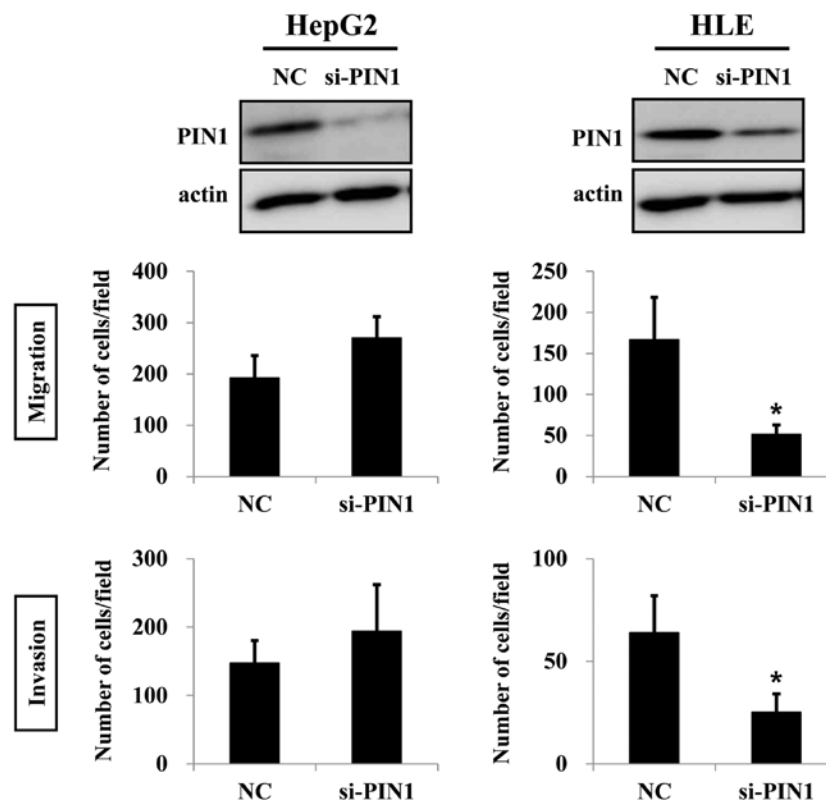 HepG2
HLE
NC si-PIN1
NC si-PIN1
PIN1
PIN1
actin
actin
Migration
Number of cells/field
400
300
200
100
0
NC si-PIN1
Number of cells/field
250
200
150
100
50
0
*
NC si-PIN1
Invasion
Number of cells/field
300
200
100
0
NC si-PIN1
Number of cells/field
100
50
0
*
NC si-PIN1